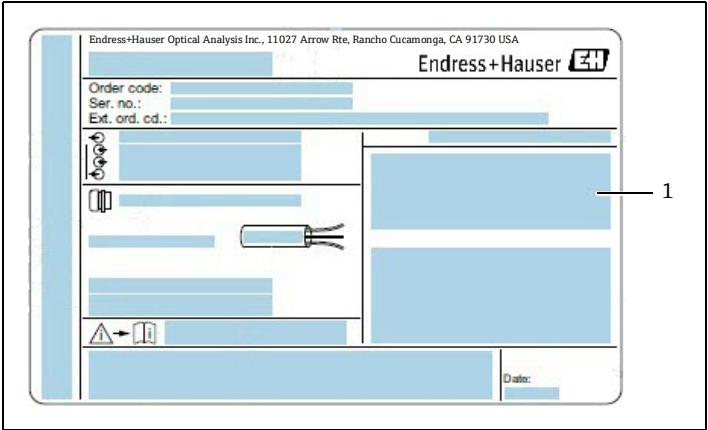 Endress+Hauser Optical Analysis Inc., 11027 Arrow Rte, Rancho Cucamonga, CA 91730 USA
Endress+Hauser EH
Order code:
Ser. no.:
Ext. ord. cd.:
1
i i
Date: